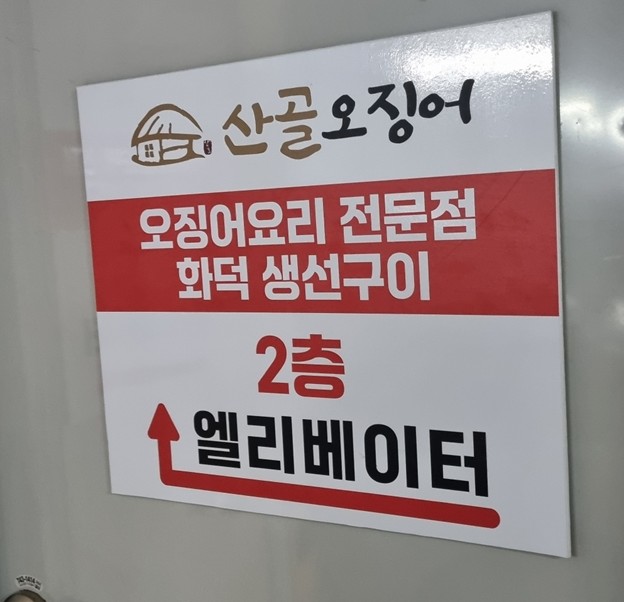 산골오징어
오징어요리 전문점
화덕 생선구이
2층
엘리베이터